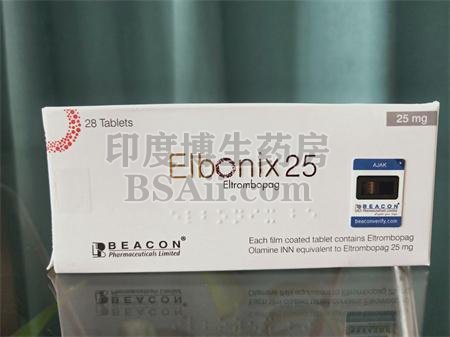 28 Tablets
25 mg
印度博生药房
Elbonix 25
BSAir.com
Eltrombopag
AJAK
BEACON
beaconverify.com
BEACON®
Pharmaceuticals Limited
Each film coated tablet contains Eltrombopag
Olamine INN equivalent to Eltrombopag 25 mg